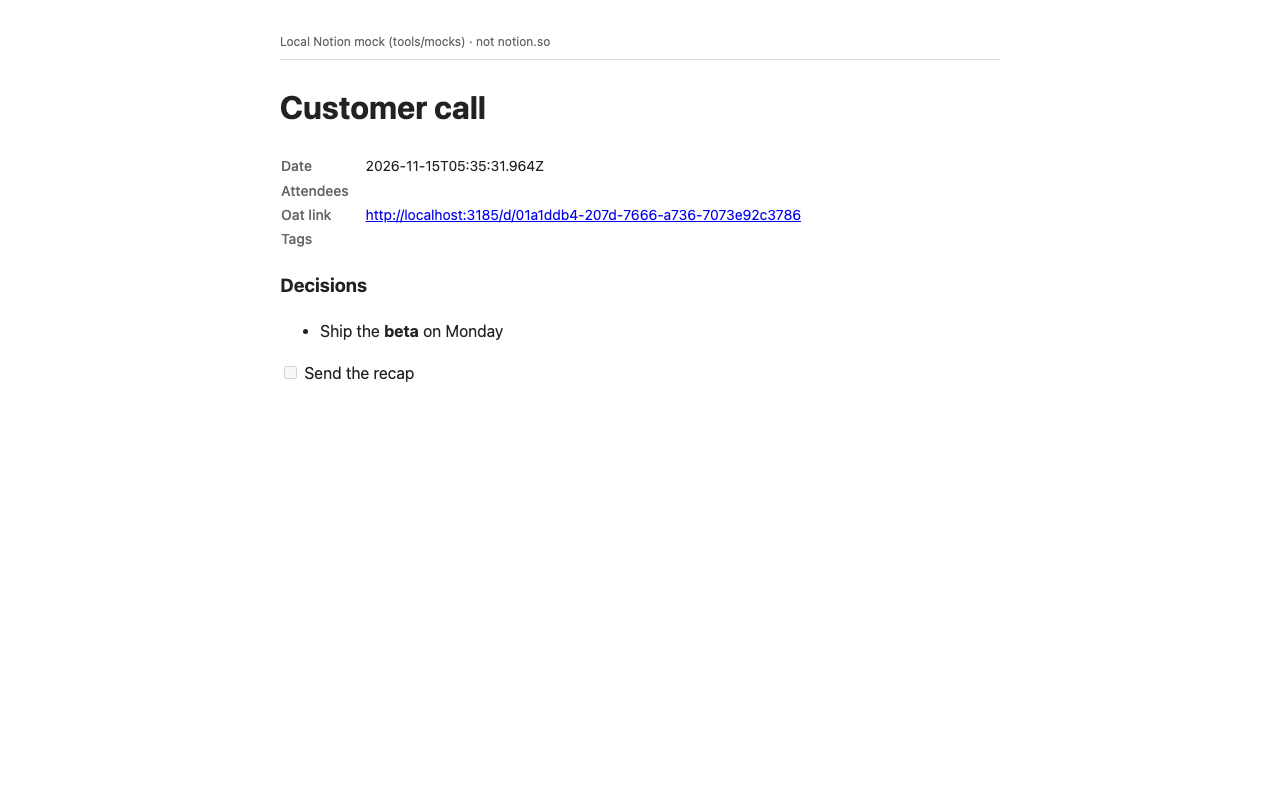 Local Notion mock (tools/mocks) · not notion.so
Customer call
Date 2026-11-15T05:35:31.964Z
Attendees
Oat link http://localhost:3185/d/01a1ddb4-207d-7666-a736-7073e92c3786
Tags
Decisions
• Ship the beta on Monday
Send the recap